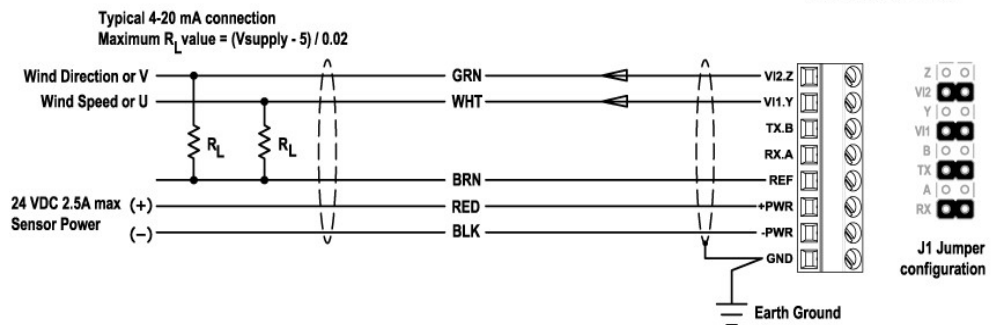 Typical 4-20 mA connection
Maximum RL value = (Vsupply - 5) / 0.02
Wind Direction or V
GRN
VI2.Z
Wind Speed or U
WHT
VI1.Y
TX.B
RL
RL
RX.A
BRN
REF
24 VDC 2.5A max (+)
RED
+PWR
Sensor Power
(–)
BLK
-PWR
GND
Earth Ground
Z
VI2
Y
VI1
B
TX
A
RX
J1 Jumper
configuration